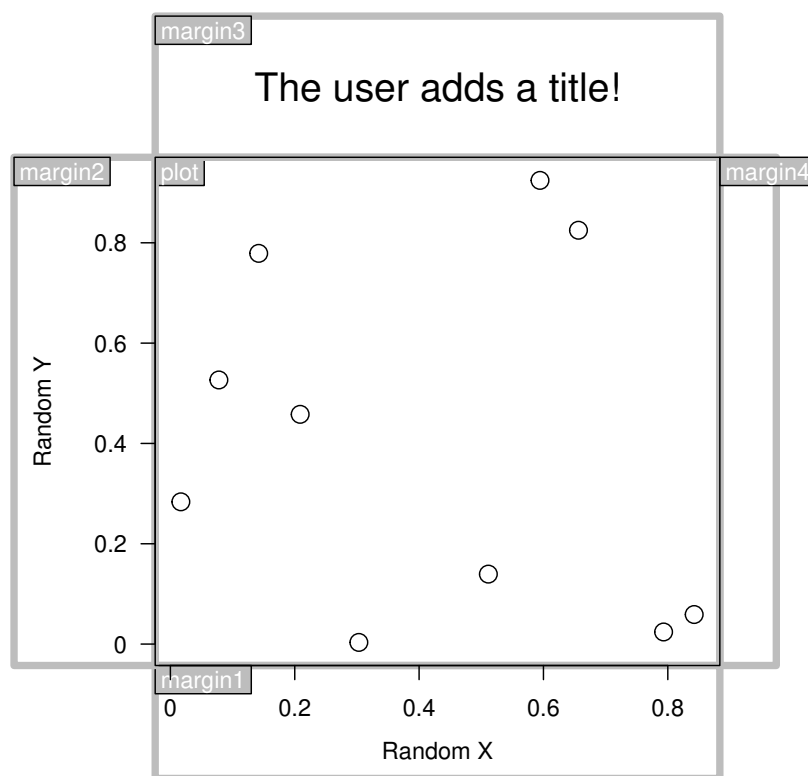 margin3
The user adds a title!
margin2
plot
margin4
0.8
0.6
Random Y
0.4
0.2
0
margin1
0 0.2 0.4 0.6 0.8
Random X